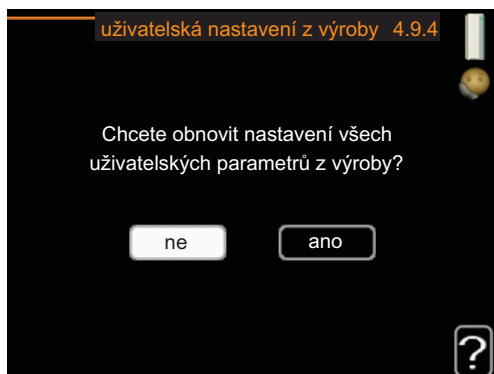 uživatelská nastavení z výroby 4.9.4
Chcete obnovit nastavení všech
uživatelských parametrů z výroby?
ne
ano
?